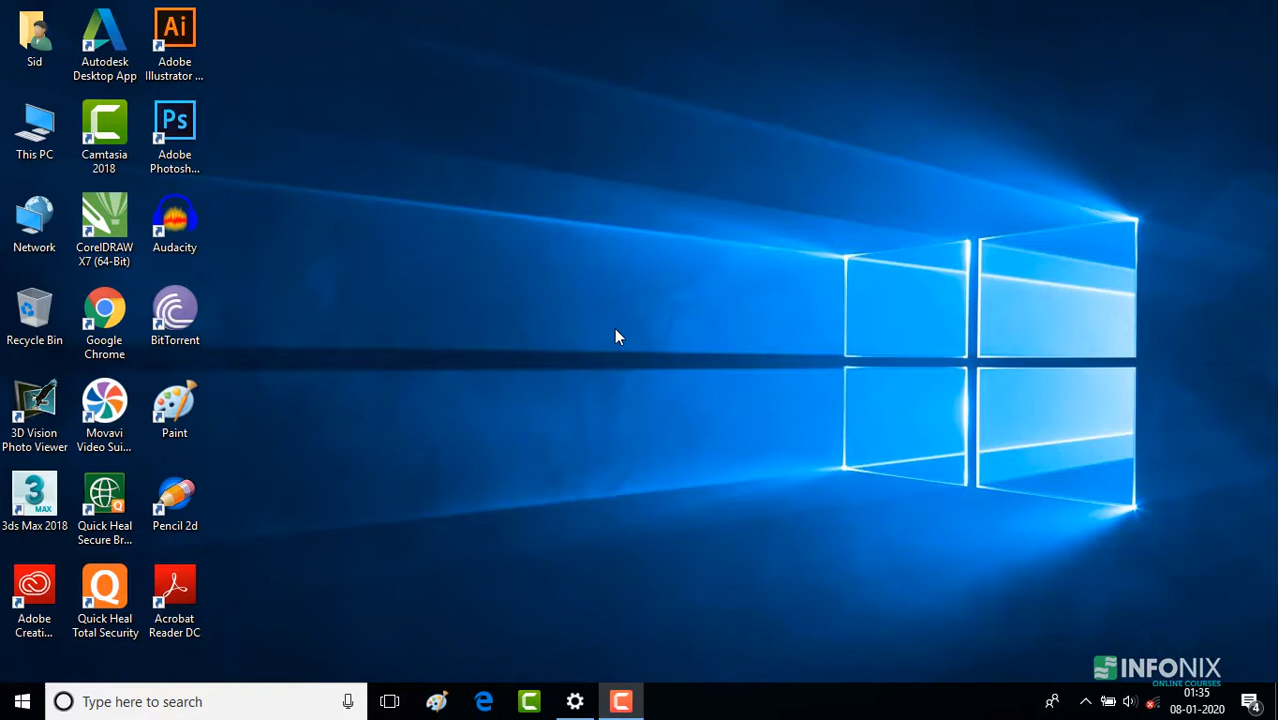 Sid
Autodesk
Desktop App
Ai
Adobe
Illustrator ...
This PC
Camtasia
2018
Ps
Adobe
Photosh...
Network
CorelDRAW
X7 (64-Bit)
Audacity
Recycle Bin
Google
Chrome
BitTorrent
3D Vision
Photo Viewer
Movavi
Video Sui...
Paint
3
MAX
3ds Max 2018
Quick Heal
Secure Br...
Pencil 2d
Adobe
Creati...
Quick Heal
Total Security
Acrobat
Reader DC
INFONIX
ONLINE COURSES
Type here to search
01:35
08-01-2020
4